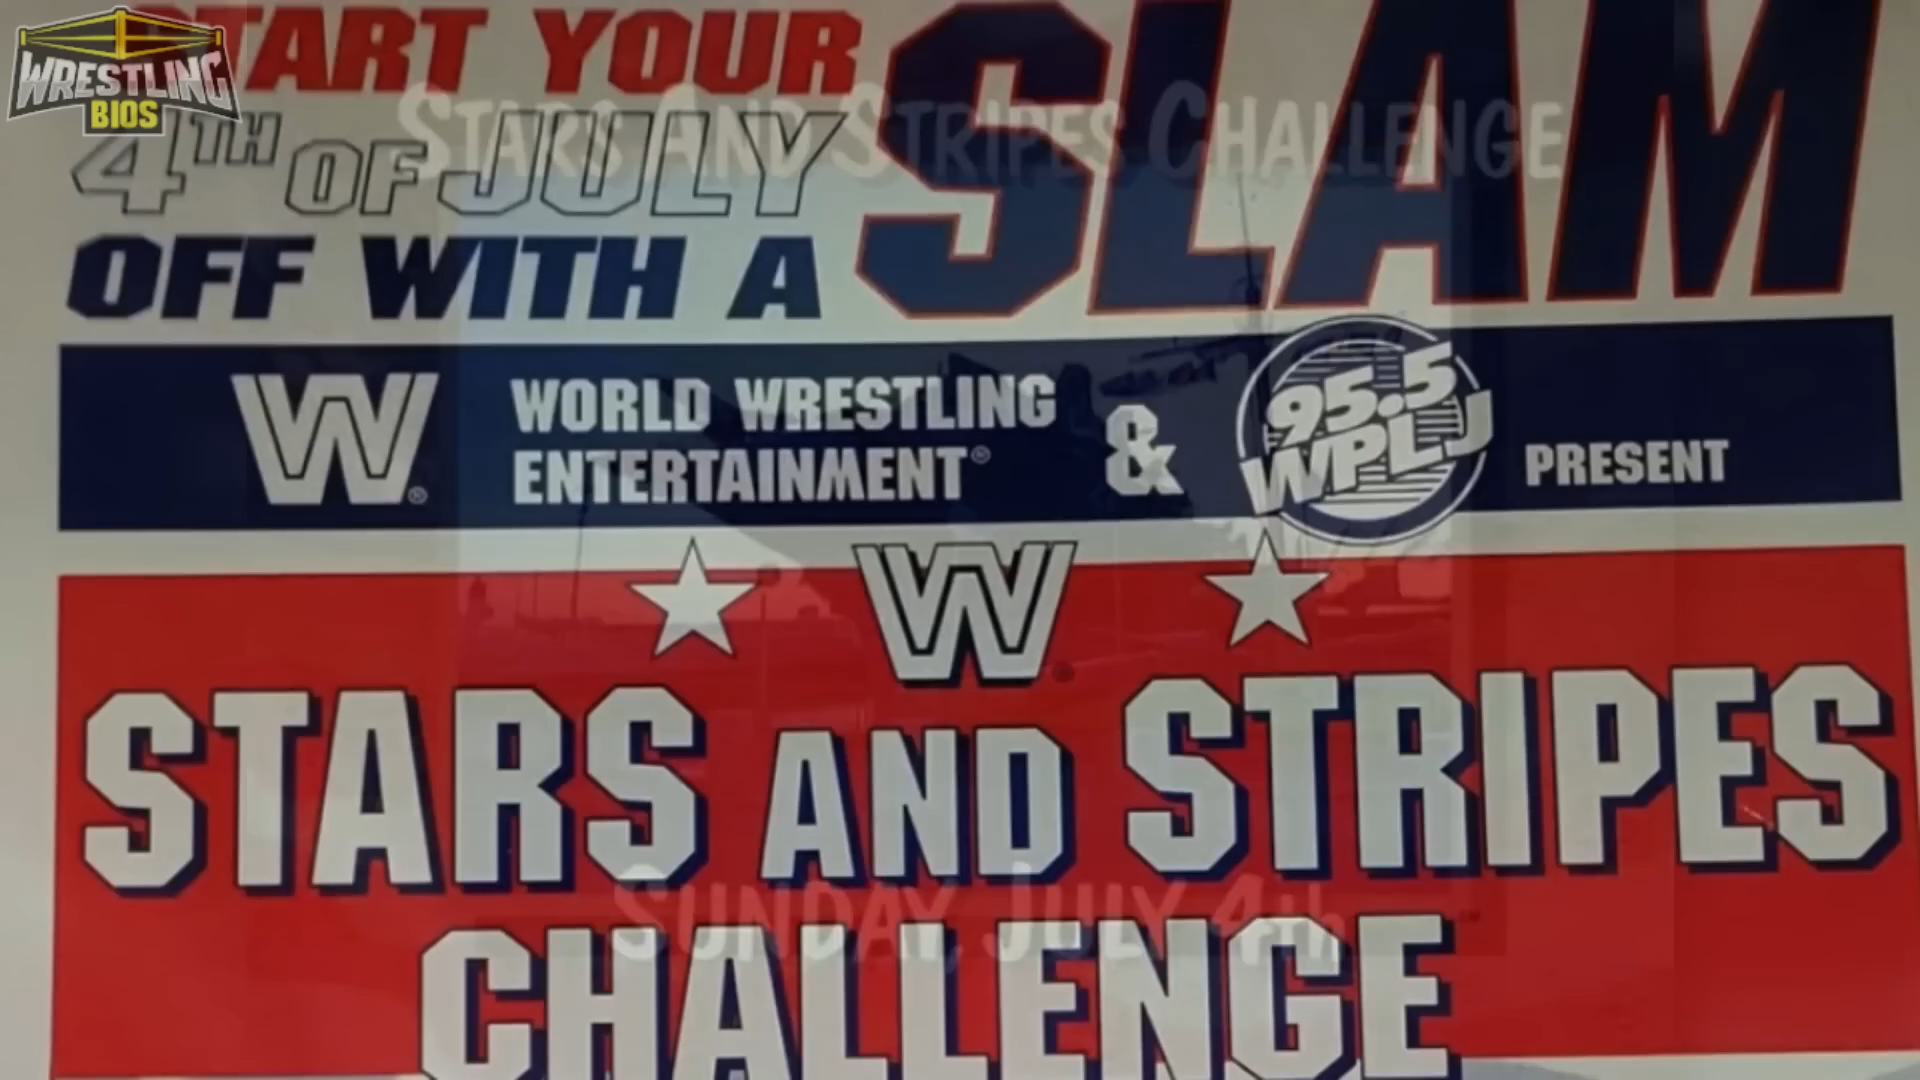 WRESTLING
BIOS
START YOUR
4TH OF JULY
OFF WITH A
SLAM
STARS AND STRIPES CHALLENGE
W®
WORLD WRESTLING
ENTERTAINMENT®
&
95.5
WPLJ
PRESENT
W®
STARS AND STRIPES
CHALLENGE
SUNDAY, JULY 4th